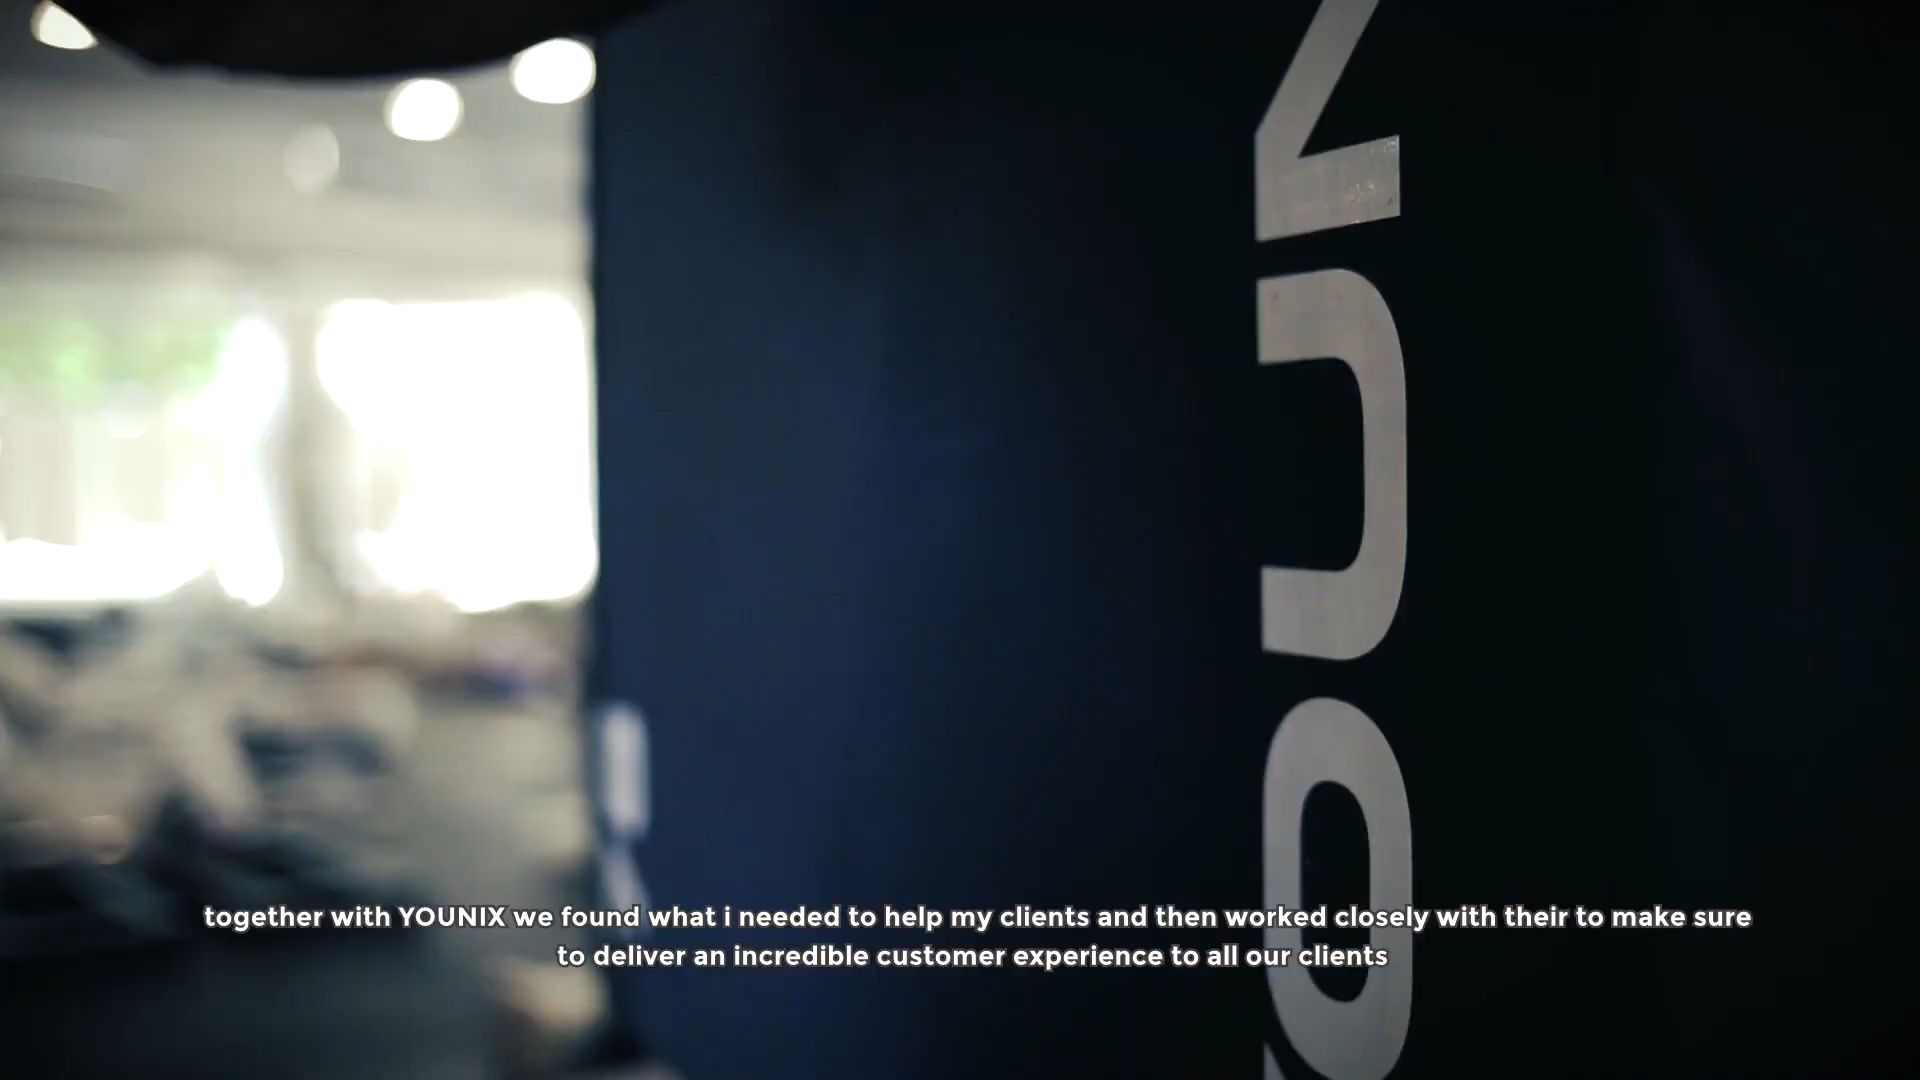 YOUN
together with YOUNIX we found what i needed to help my clients and then worked closely with their to make sure
to deliver an incredible customer experience to all our clients